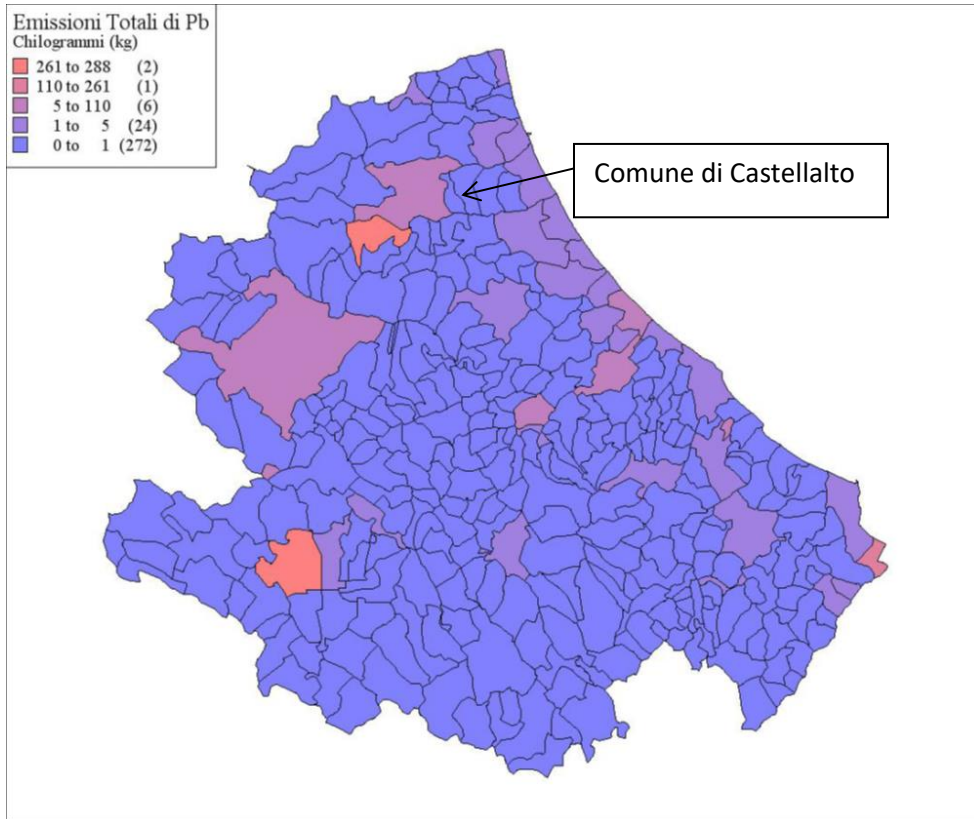 Emissioni Totali di Pb
Chilogrammi (kg)
261 to 288 (2)
110 to 261 (1)
5 to 110 (6)
1 to 5 (24)
0 to 1 (272)
Comune di Castellalto